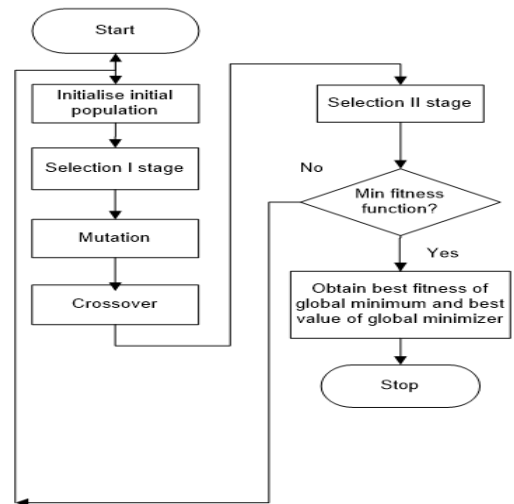 Start
Initialise initial
population
Selection I stage
Mutation
Crossover
Selection II stage
No
Min fitness
function?
Yes
Obtain best fitness of
global minimum and best
value of global minimizer
Stop